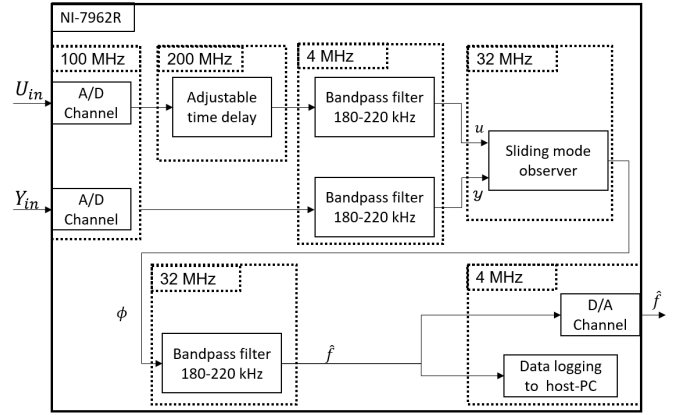 NI-7962R
100 MHz
200 MHz
4 MHz
32 MHz
U_in
A/D
Channel
Adjustable
time delay
Bandpass filter
180-220 kHz
u
Sliding mode
observer
Y_in
A/D
Channel
Bandpass filter
180-220 kHz
y
32 MHz
4 MHz
ϕ
Bandpass filter
180-220 kHz
f̂
D/A
Channel
f̂
Data logging
to host-PC